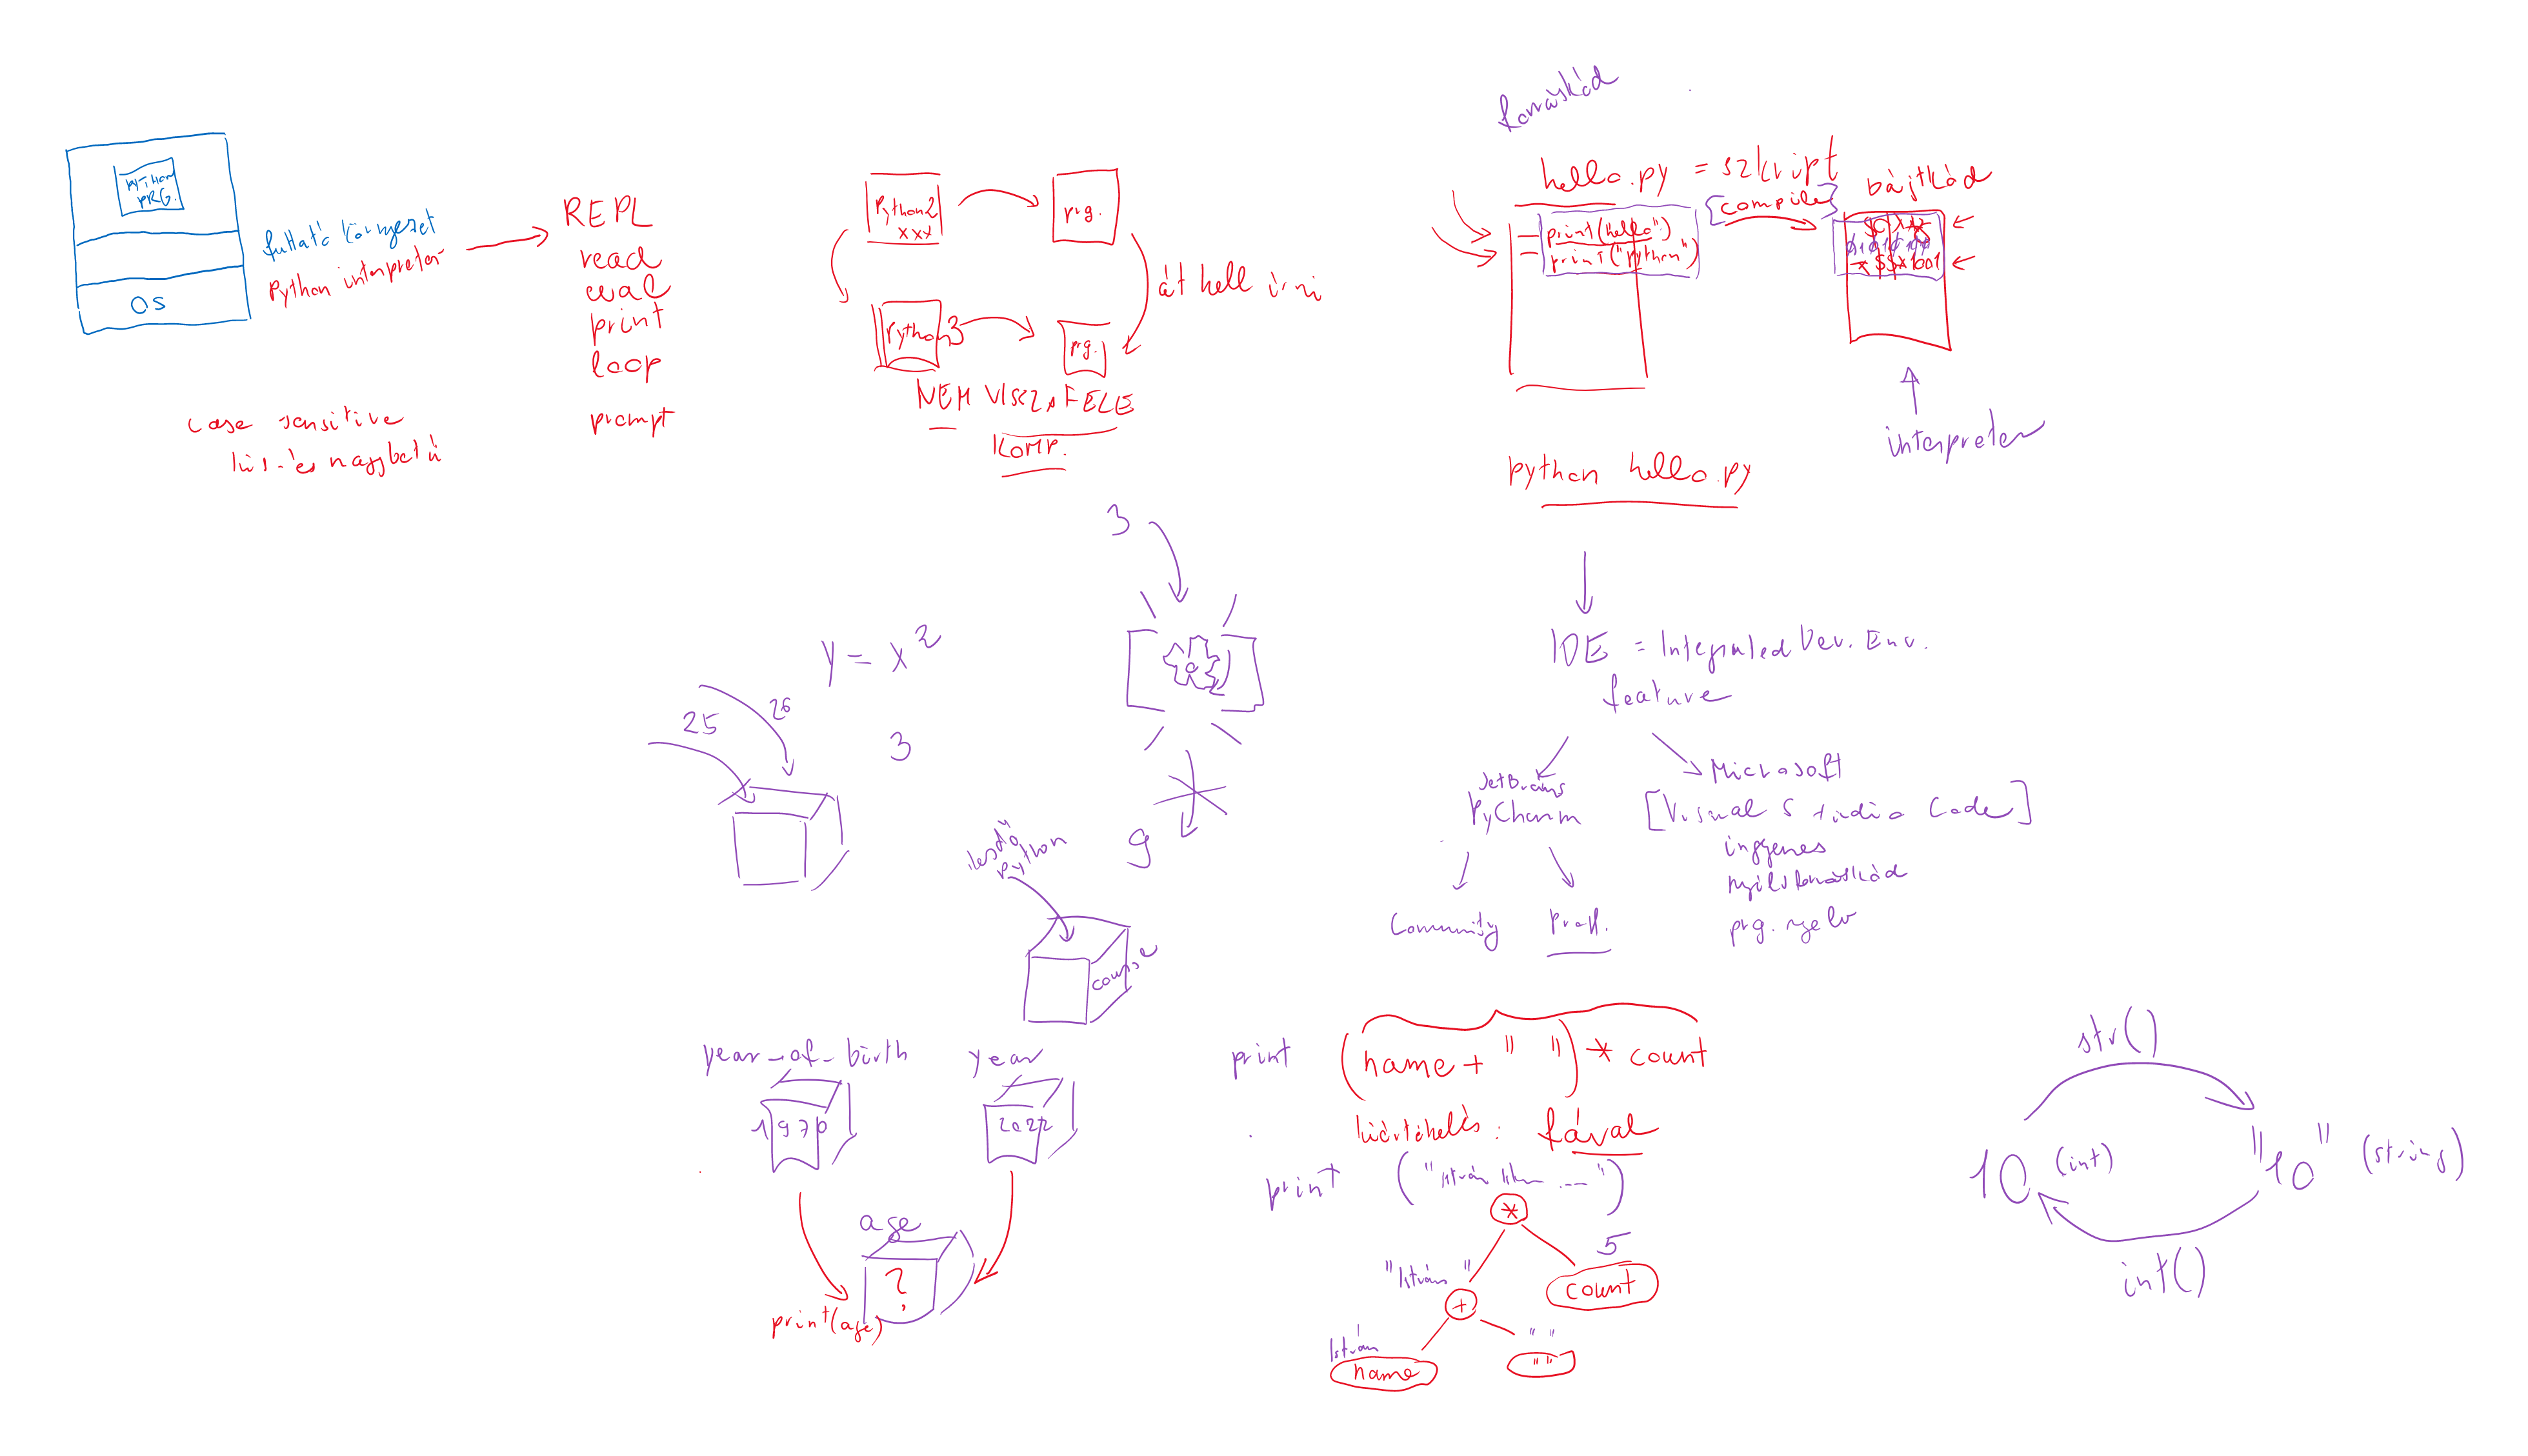 PYTHON
PRG.
OS
futtató környezet
Python interpreter
REPL
read
eval
print
loop
prompt
case sensitive
kis- és nagybetű
Python2
xxx
prg.
Python3
prg.
át kell írni
NEM VISSZAFELE
KOMP.
forráskód
hello.py = szkript
[compile]
bájtkód
print(hello")
print("python")
interpreter
python hello.py
IDE = Integrated Dev. Env.
feature
JetBrains
PyCharm
Community
Prof.
Microsoft
[Visual Studio Code]
ingyenes
nyílt forráskód
prg. nyelv
y = x²
3
25
26
3
9
kezdő
python
course
year_of_birth
1970
year
2022
age
?
print(age)
print (name + " ") * count
kiértékelés: fával
print ("István
*
"István "
5
count
+
István
name
" "
" "
str()
10 (int)
"10" (string)
int()